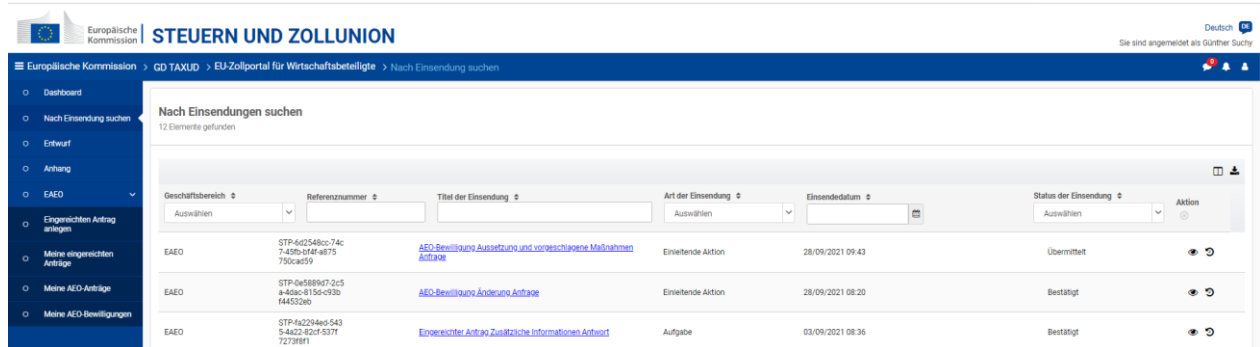 Europäische
Kommission
STEUERN UND ZOLLUNION
Deutsch DE
Sie sind angemeldet als Günther Suchy
Europäische Kommission > GD TAXUD > EU-Zollportal für Wirtschaftsbeteiligte > Nach Einsendung suchen
0
Dashboard
Nach Einsendung suchen
Entwurf
Anhang
EAEO
Eingereichten Antrag
anlegen
Meine eingereichten
Anträge
Meine AEO-Anträge
Meine AEO-Bewilligungen
Nach Einsendungen suchen
12 Elemente gefunden
Geschäftsbereich Referenznummer Titel der Einsendung Art der Einsendung Einsendedatum Status der Einsendung Aktion
Auswählen Auswählen Auswählen
EAEO
STP-6d2548cc-74c
7-45fb-bf4f-a875
750cad59
AEO-Bewilligung Aussetzung und vorgeschlagene Maßnahmen
Anfrage
Einleitende Aktion
28/09/2021 09:43
Übermittelt
EAEO
STP-0e5889d7-2c5
a-4dac-815d-c93b
f44532eb
AEO-Bewilligung Änderung Anfrage
Einleitende Aktion
28/09/2021 08:20
Bestätigt
EAEO
STP-fa2294ed-543
5-4a22-82cf-537f
7273f8f1
Eingereichter Antrag Zusätzliche Informationen Antwort
Aufgabe
03/09/2021 08:36
Bestätigt